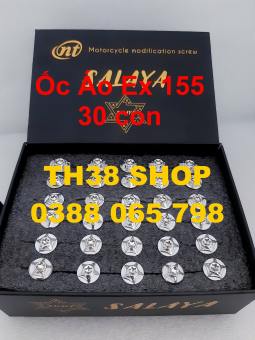 nt
Motorcycle modification screw
SALAYA
Ốc Áo Ex 155
30 con
TH38 SHOP
0388 065 798
SALAYA